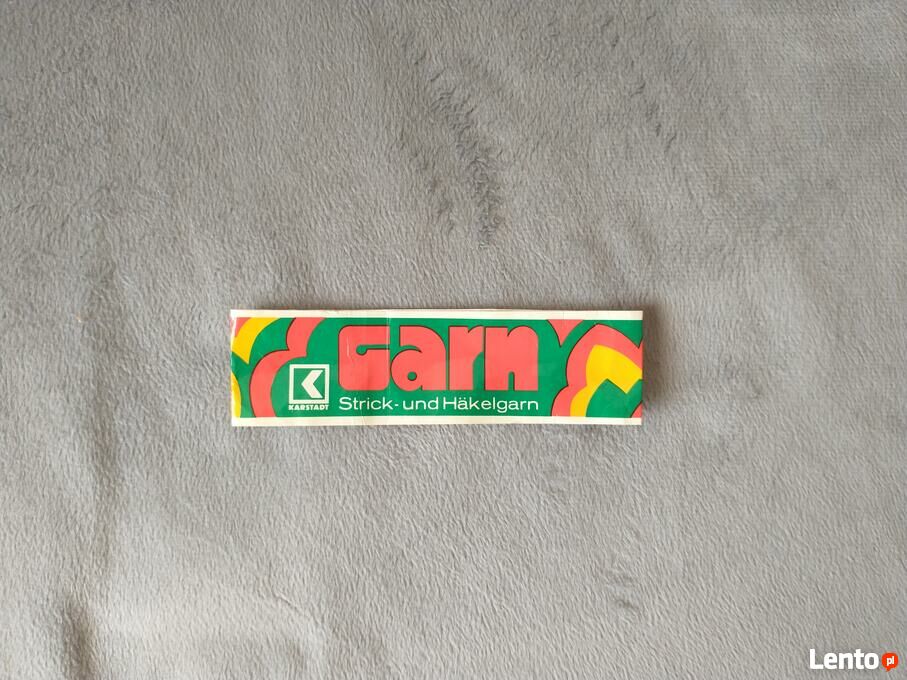 Garn
KARSTADT
Strick- und Häkelgarn
Lento pl